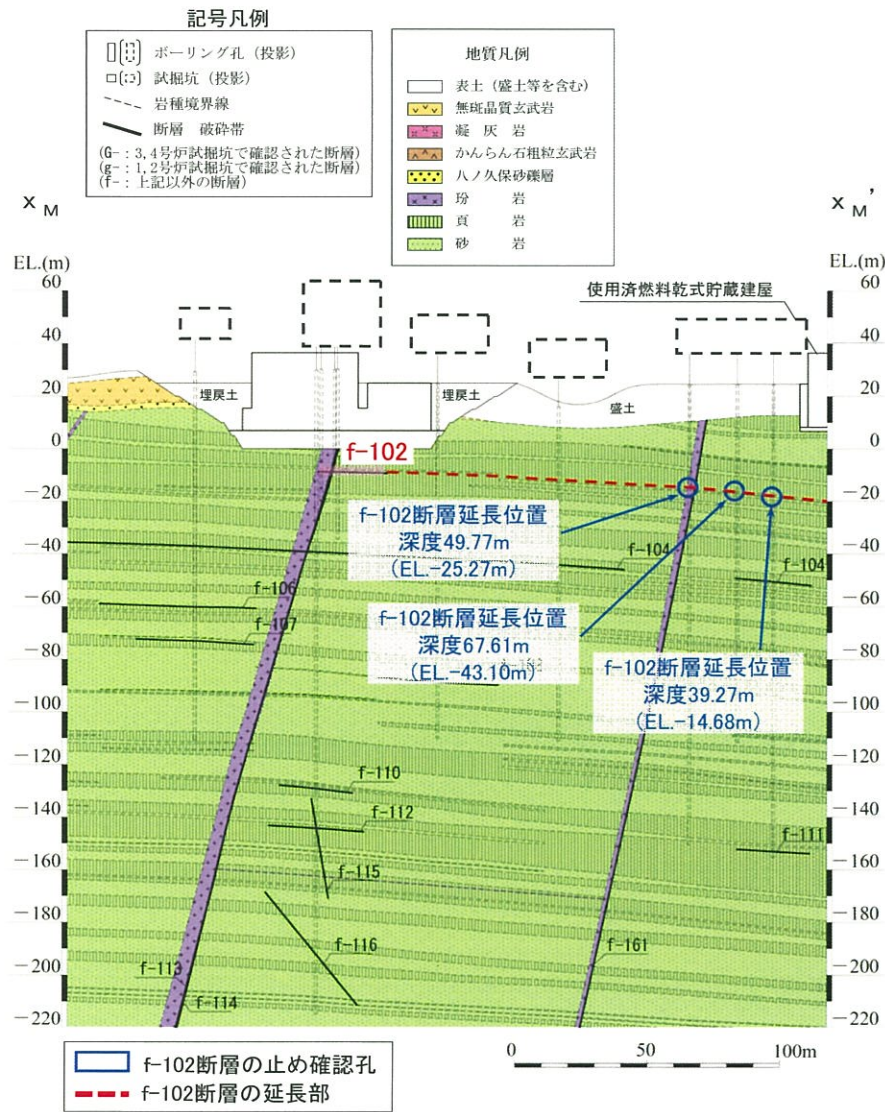 記号凡例
ボーリング孔 (投影)
試掘坑 (投影)
岩種境界線
断層 破砕帯
(G-: 3,4号炉試掘坑で確認された断層)
(g-: 1,2号炉試掘坑で確認された断層)
(f-: 上記以外の断層)
地質凡例
表土 (盛土等を含む)
無斑晶質玄武岩
凝灰岩
かんらん石粗粒玄武岩
八ノ久保砂礫層
玢岩
頁岩
砂岩
XM
XM'
EL.(m)
EL.(m)
使用済燃料乾式貯蔵建屋
60
60
40
40
20
20
埋戻土
埋戻土
盛土
0
0
f-102
-20
-20
f-102断層延長位置
深度49.77m
(EL.-25.27m)
-40
-40
f-104
f-104
f-106
-60
-60
f-107
f-102断層延長位置
深度67.61m
(EL.-43.10m)
-80
-80
f-102断層延長位置
深度39.27m
(EL.-14.68m)
-100
-100
-120
-120
f-110
-140
-140
f-112
f-111
-160
-160
f-115
-180
-180
f-116
f-161
-200
-200
f-113
f-114
-220
-220
f-102断層の止め確認孔
f-102断層の延長部
0 50 100m